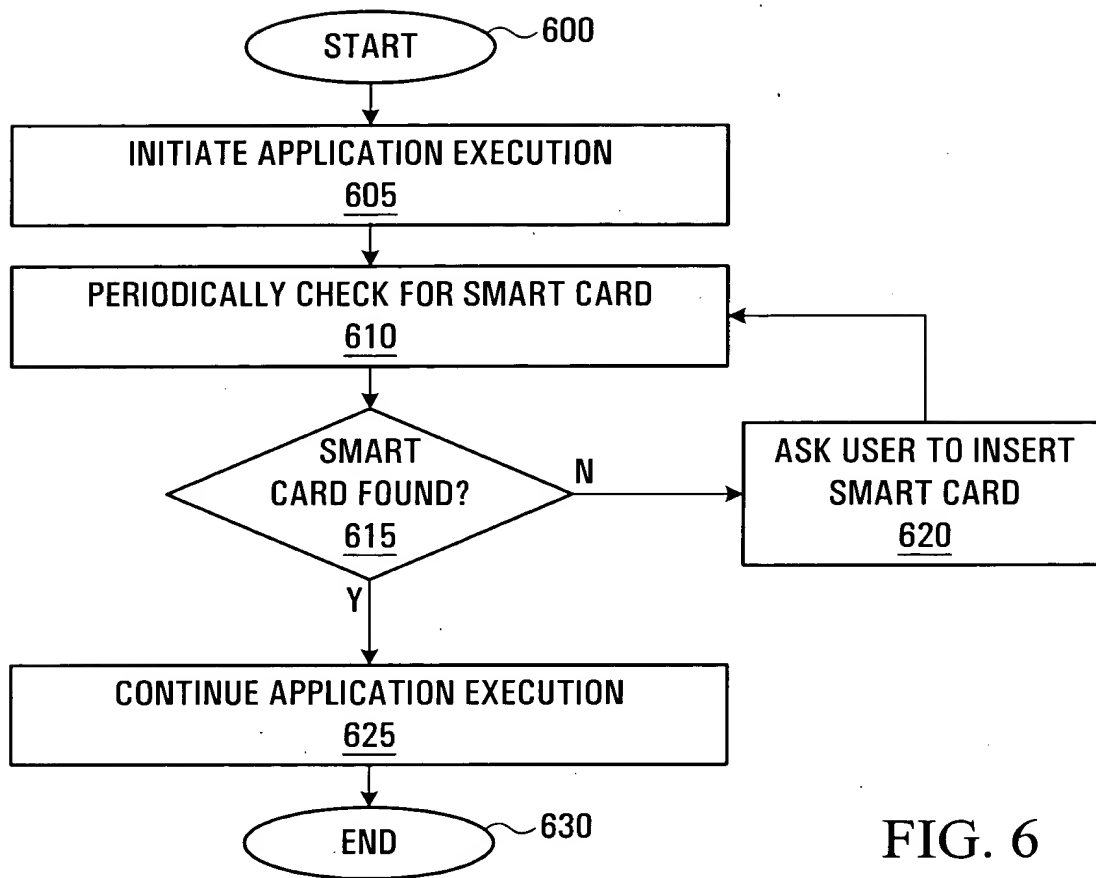 START
600
INITIATE APPLICATION EXECUTION
605
PERIODICALLY CHECK FOR SMART CARD
610
SMART
CARD FOUND?
615
N
Y
ASK USER TO INSERT
SMART CARD
620
CONTINUE APPLICATION EXECUTION
625
END
630
FIG. 6